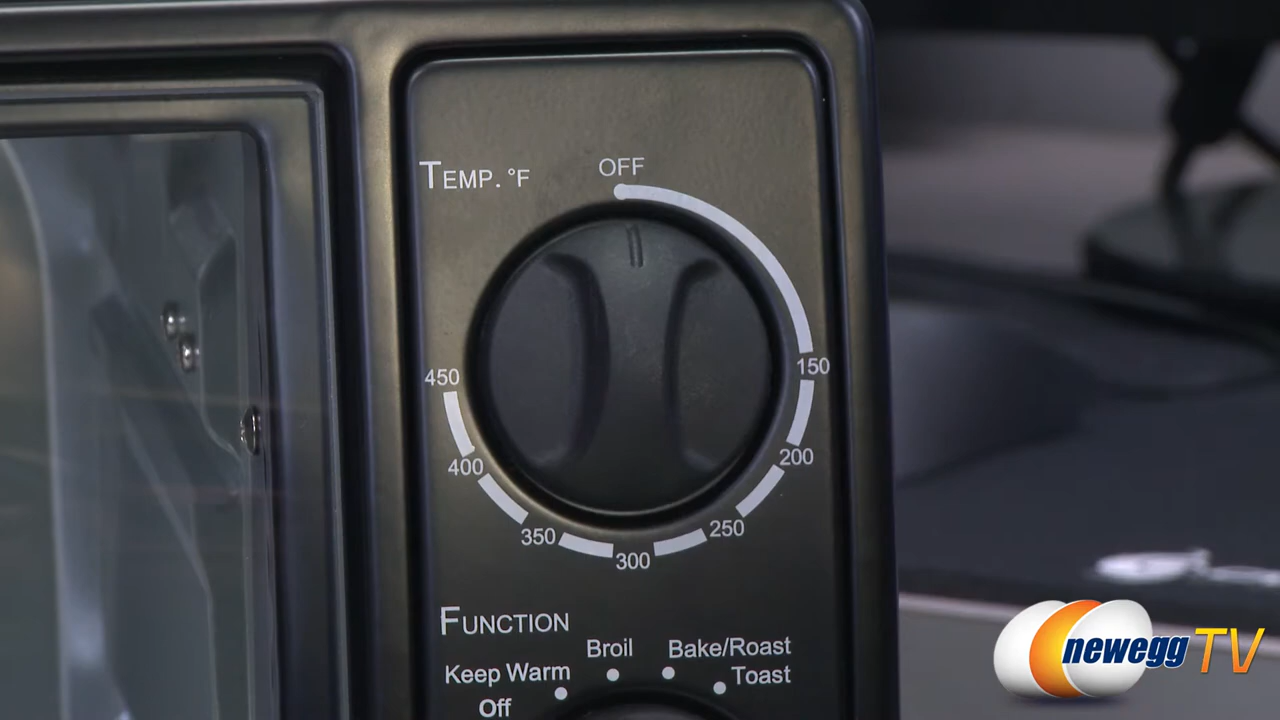 TEMP. °F
OFF
150
200
250
300
350
400
450
FUNCTION
Broil
Bake/Roast
Keep Warm
Toast
Off
newegg TV